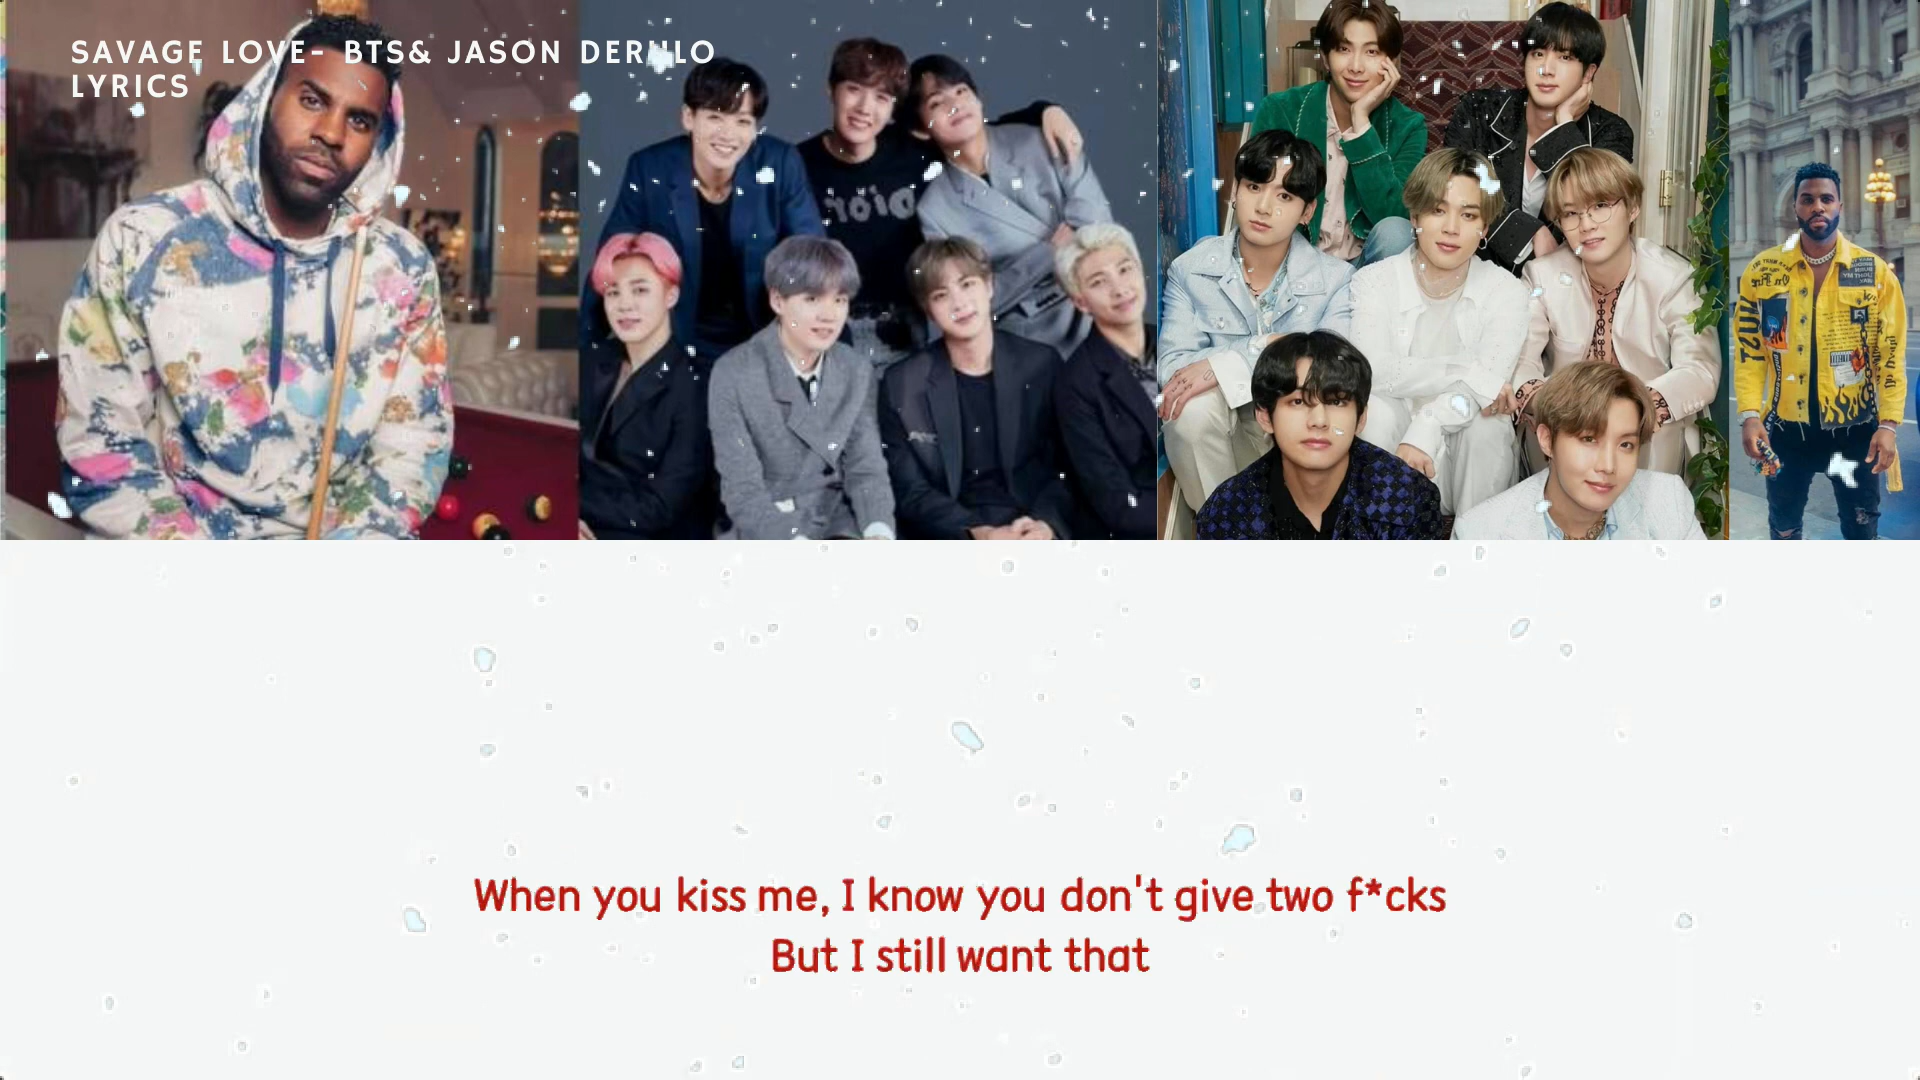 SAVAGE LOVE- BTS& JASON DERULO
LYRICS
When you kiss me, I know you don't give two f*cks
But I still want that